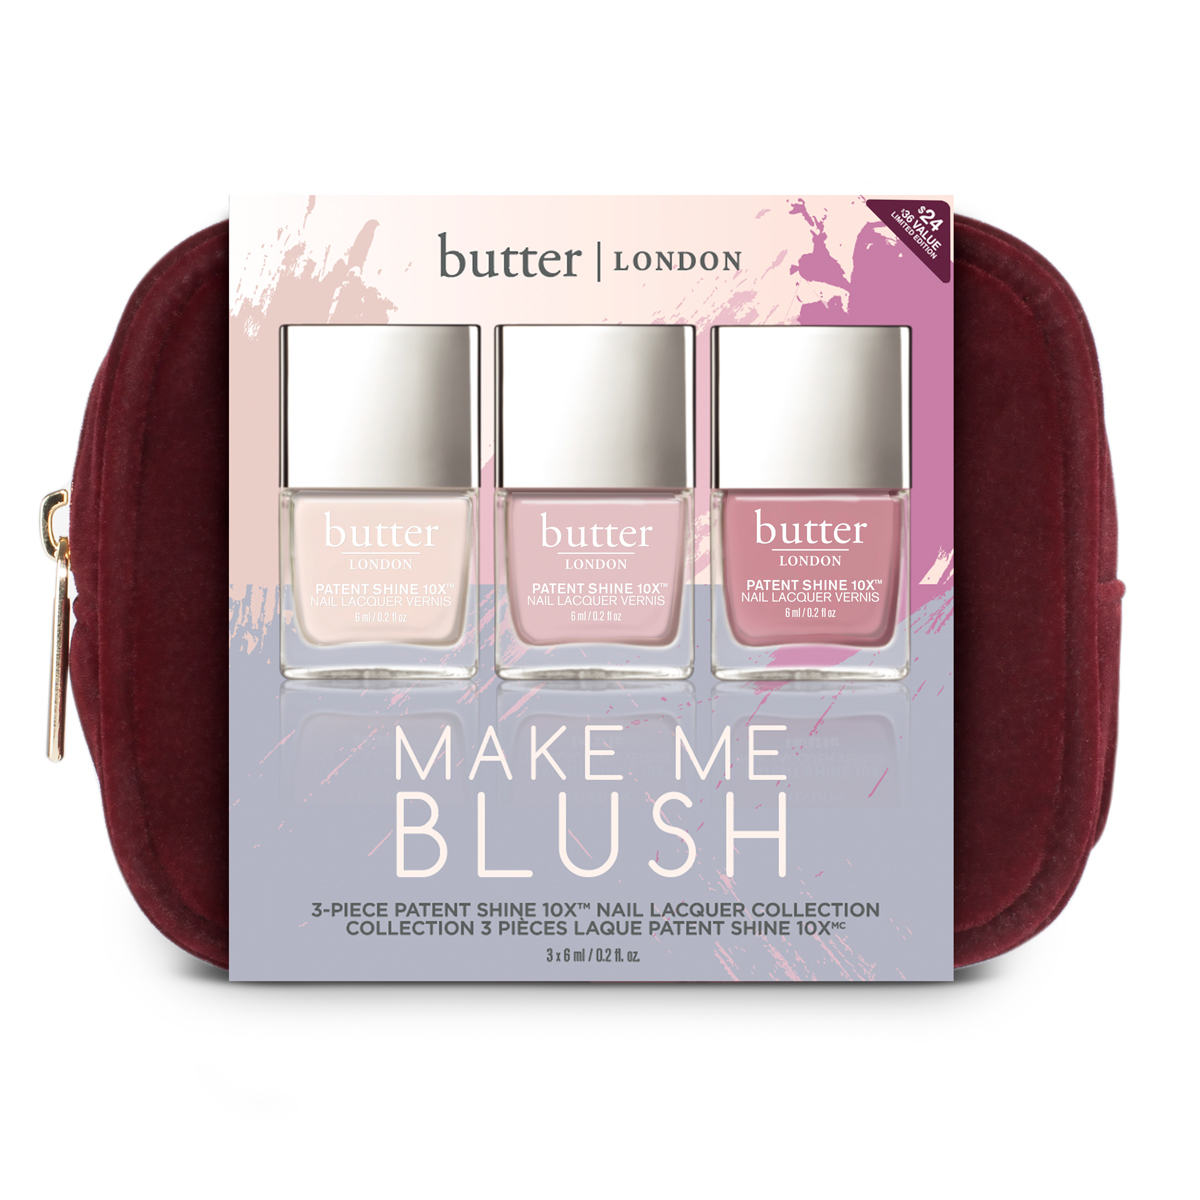 butter | LONDON
$24
$36 VALUE
LIMITED EDITION
butter
LONDON
PATENT SHINE 10X™
NAIL LACQUER VERNIS
6 ml / 0.2 fl oz
butter
LONDON
PATENT SHINE 10X™
NAIL LACQUER VERNIS
6 ml / 0.2 fl oz
butter
LONDON
PATENT SHINE 10X™
NAIL LACQUER VERNIS
6 ml / 0.2 fl oz
MAKE ME
BLUSH
3-PIECE PATENT SHINE 10X™ NAIL LACQUER COLLECTION
COLLECTION 3 PIÈCES LAQUE PATENT SHINE 10XMC
3 x 6 ml / 0.2 fl. oz.